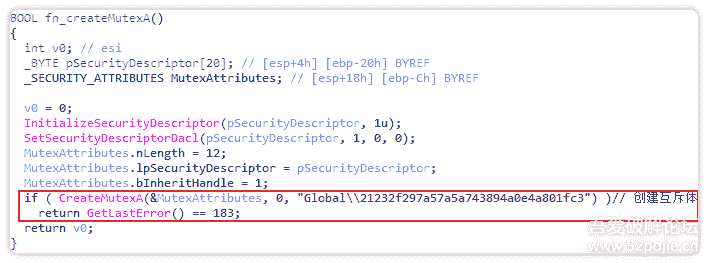 BOOL fn_createMutexA()
{
  int v0; // esi
  _BYTE pSecurityDescriptor[20]; // [esp+4h] [ebp-20h] BYREF
  _SECURITY_ATTRIBUTES MutexAttributes; // [esp+18h] [ebp-Ch] BYREF

  v0 = 0;
  InitializeSecurityDescriptor(pSecurityDescriptor, 1u);
  SetSecurityDescriptorDacl(pSecurityDescriptor, 1, 0, 0);
  MutexAttributes.nLength = 12;
  MutexAttributes.lpSecurityDescriptor = pSecurityDescriptor;
  MutexAttributes.bInheritHandle = 1;
  if ( CreateMutexA(&MutexAttributes, 0, "Global\\21232f297a57a5a743894a0e4a801fc3") )// 创建互斥体
    return GetLastError() == 183;
  return v0;
}
吾爱破解论坛
www.52pojie.cn